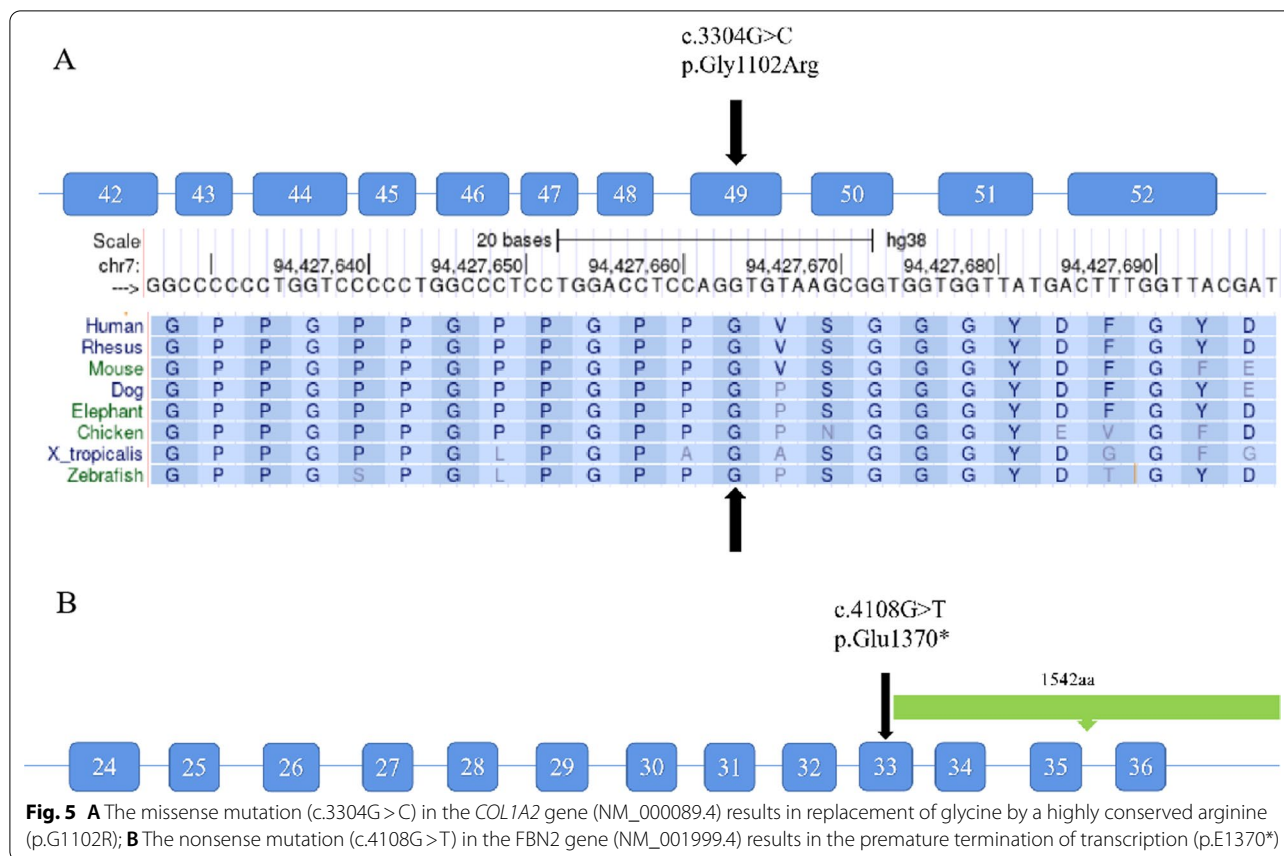 A
c.3304G>C
p.Gly1102Arg
42 43 44 45 46 47 48 49 50 51 52
Scale 20 bases hg38
chr7: 94,427,640 94,427,650 94,427,660 94,427,670 94,427,680 94,427,690
---> GGCCCCCCTGGTCCCCCTGGCCCTCCTGGACCTCCAGGTGTAAGCGGTGGTGGTTATGACTTTGGTTACGAT
Human G P P G P P G P P G P P G V S G G G Y D F G Y D
Rhesus G P P G P P G P P G P P G V S G G G Y D F G Y D
Mouse G P P G P P G P P G P P G V S G G G Y D F G F E
Dog G P P G P P G P P G P P G P S G G G Y D F G Y E
Elephant G P P G P P G P P G P P G P S G G G Y D F G Y D
Chicken G P P G P P G P P G P P G P N G G G Y E V G F D
X_tropicalis G P P G P P G L P G P A G A S G G G Y D G G F G
Zebrafish G P P G S P G L P G P P G P S G G G Y D T G Y D
B
c.4108G>T
p.Glu1370*
1542aa
24 25 26 27 28 29 30 31 32 33 34 35 36
Fig. 5 A The missense mutation (c.3304G > C) in the COL1A2 gene (NM_000089.4) results in replacement of glycine by a highly conserved arginine
(p.G1102R); B The nonsense mutation (c.4108G > T) in the FBN2 gene (NM_001999.4) results in the premature termination of transcription (p.E1370*)